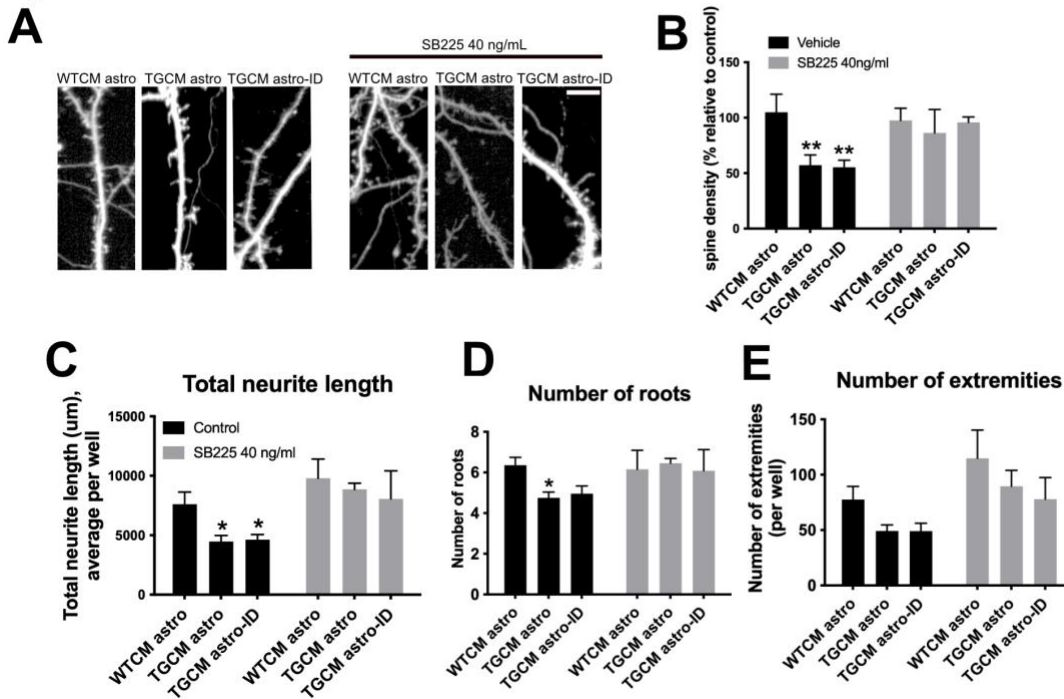 A
SB225 40 ng/mL
WTCM astro TGCM astro TGCM astro-ID
WTCM astro TGCM astro TGCM astro-ID
B
Vehicle
SB225 40ng/ml
spine density (% relative to control)
150
100
50
0
** **
WTCM astro
TGCM astro
TGCM astro-ID
WTCM astro
TGCM astro
TGCM astro-ID
C
Total neurite length
Control
SB225 40 ng/ml
Total neurite length (um),
average per well
15000
10000
5000
0
* *
WTCM astro
TGCM astro
TGCM astro-ID
WTCM astro
TGCM astro
TGCM astro-ID
D
Number of roots
Number of roots
8
6
4
2
0
*
WTCM astro
TGCM astro
TGCM astro-ID
WTCM astro
TGCM astro
TGCM astro-ID
E
Number of extremities
Number of extremities
(per well)
150
100
50
0
WTCM astro
TGCM astro
TGCM astro-ID
WTCM astro
TGCM astro
TGCM astro-ID